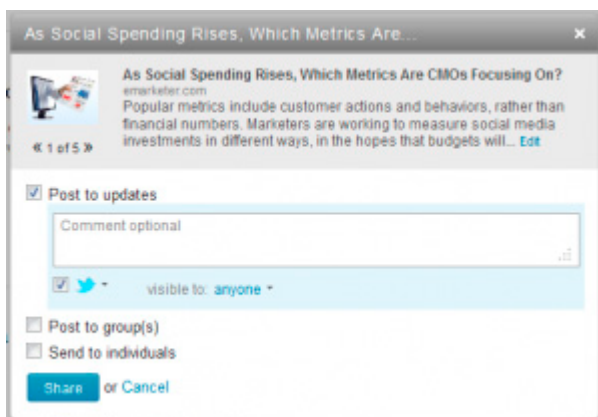 As Social Spending Rises, Which Metrics Are...
×
As Social Spending Rises, Which Metrics Are CMOs Focusing On?
emarketer.com
Popular metrics include customer actions and behaviors, rather than
financial numbers. Marketers are working to measure social media
investments in different ways, in the hopes that budgets will... Edit
« 1 of 5 »
Post to updates
Comment optional
visible to: anyone
Post to group(s)
Send to individuals
Share or Cancel